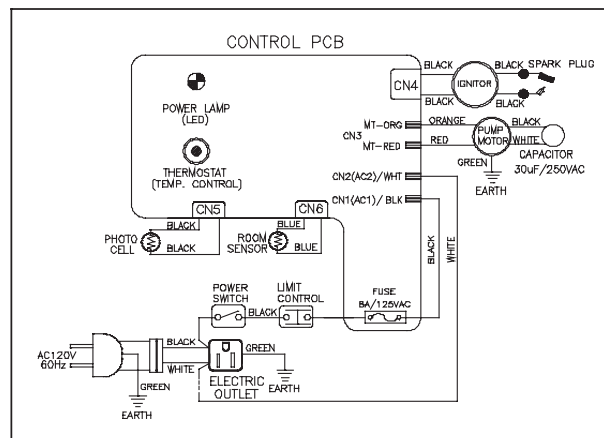 CONTROL PCB
POWER LAMP
(LED)
THERMOSTAT
(TEMP. CONTROL)
CN4
BLACK
BLACK
IGNITOR
BLACK
BLACK
SPARK PLUG
MT-ORG
CN3
MT-RED
ORANGE
RED
PUMP
MOTOR
BLACK
WHITE
GREEN
EARTH
CAPACITOR
30uF/250VAC
CN2(AC2)/WHT
CN1(AC1)/BLK
CN5
CN6
BLACK
BLACK
PHOTO
CELL
BLUE
BLUE
ROOM
SENSOR
BLACK
WHITE
POWER
SWITCH
BLACK
LIMIT
CONTROL
FUSE
8A/125VAC
AC120V
60Hz
BLACK
WHITE
GREEN
EARTH
GREEN
EARTH
ELECTRIC
OUTLET